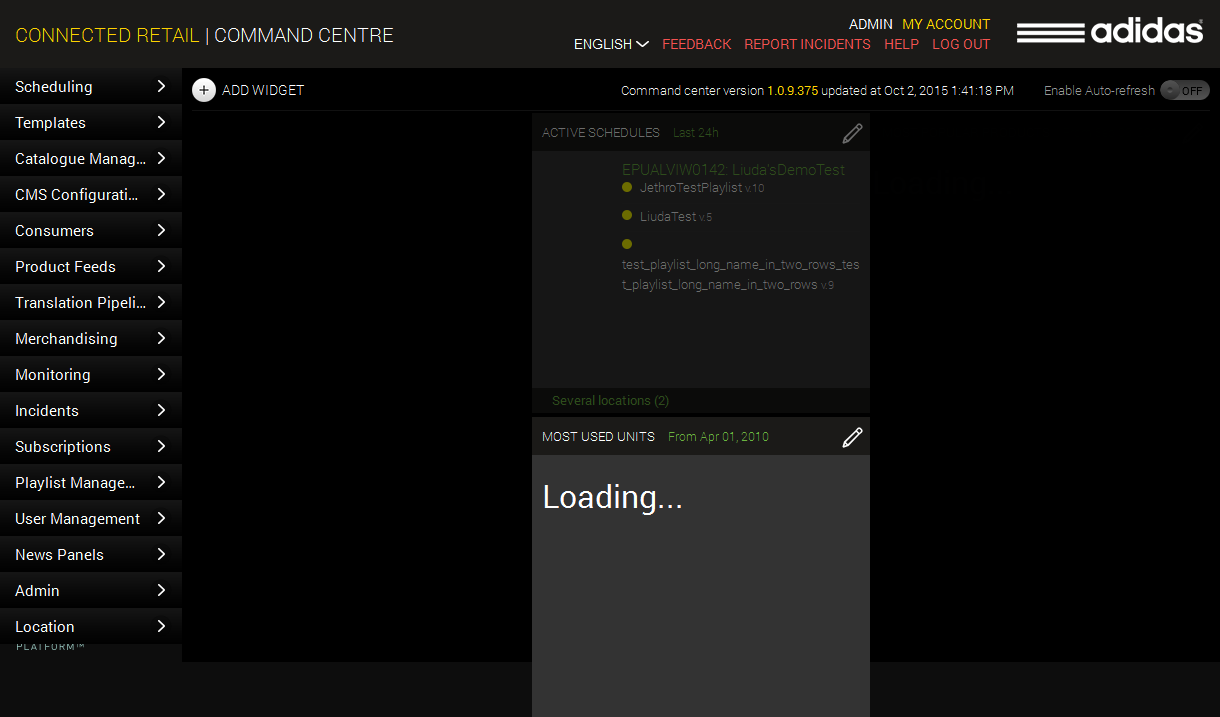 CONNECTED RETAIL | COMMAND CENTRE
ADMIN MY ACCOUNT
ENGLISH FEEDBACK REPORT INCIDENTS HELP LOG OUT
adidas
Scheduling
Templates
Catalogue Manag...
CMS Configurati...
Consumers
Product Feeds
Translation Pipeli...
Merchandising
Monitoring
Incidents
Subscriptions
Playlist Manage...
User Management
News Panels
Admin
Location
PLATFORM™
+ ADD WIDGET
Command center version 1.0.9.375 updated at Oct 2, 2015 1:41:18 PM
Enable Auto-refresh OFF
ACTIVE SCHEDULES Last 24h
EPUALVIW0142: Liuda'sDemoTest
JethroTestPlaylist v.10
LiudaTest v.5
test_playlist_long_name_in_two_rows_tes
t_playlist_long_name_in_two_rows v.9
Several locations (2)
MOST USED UNITS From Apr 01, 2010
Loading...